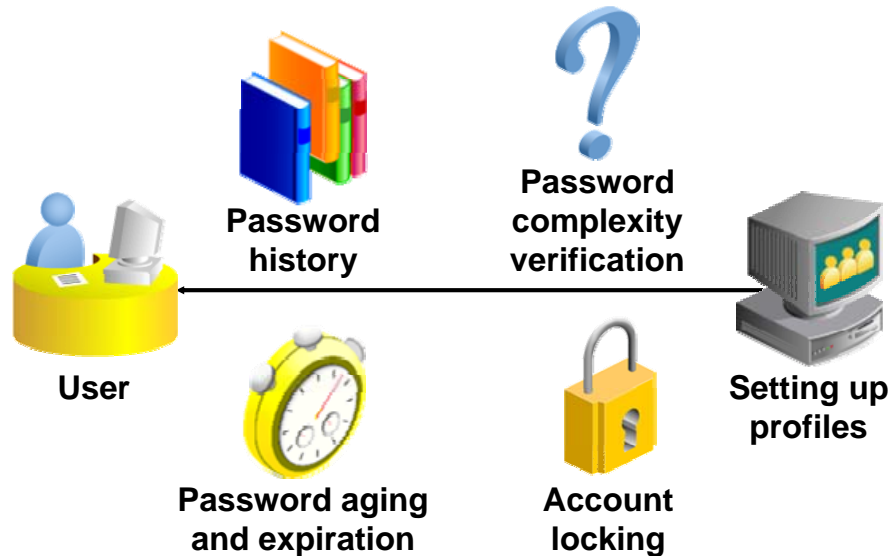 Password
history
Password
complexity
verification
User
Setting up
profiles
Password aging
and expiration
Account
locking